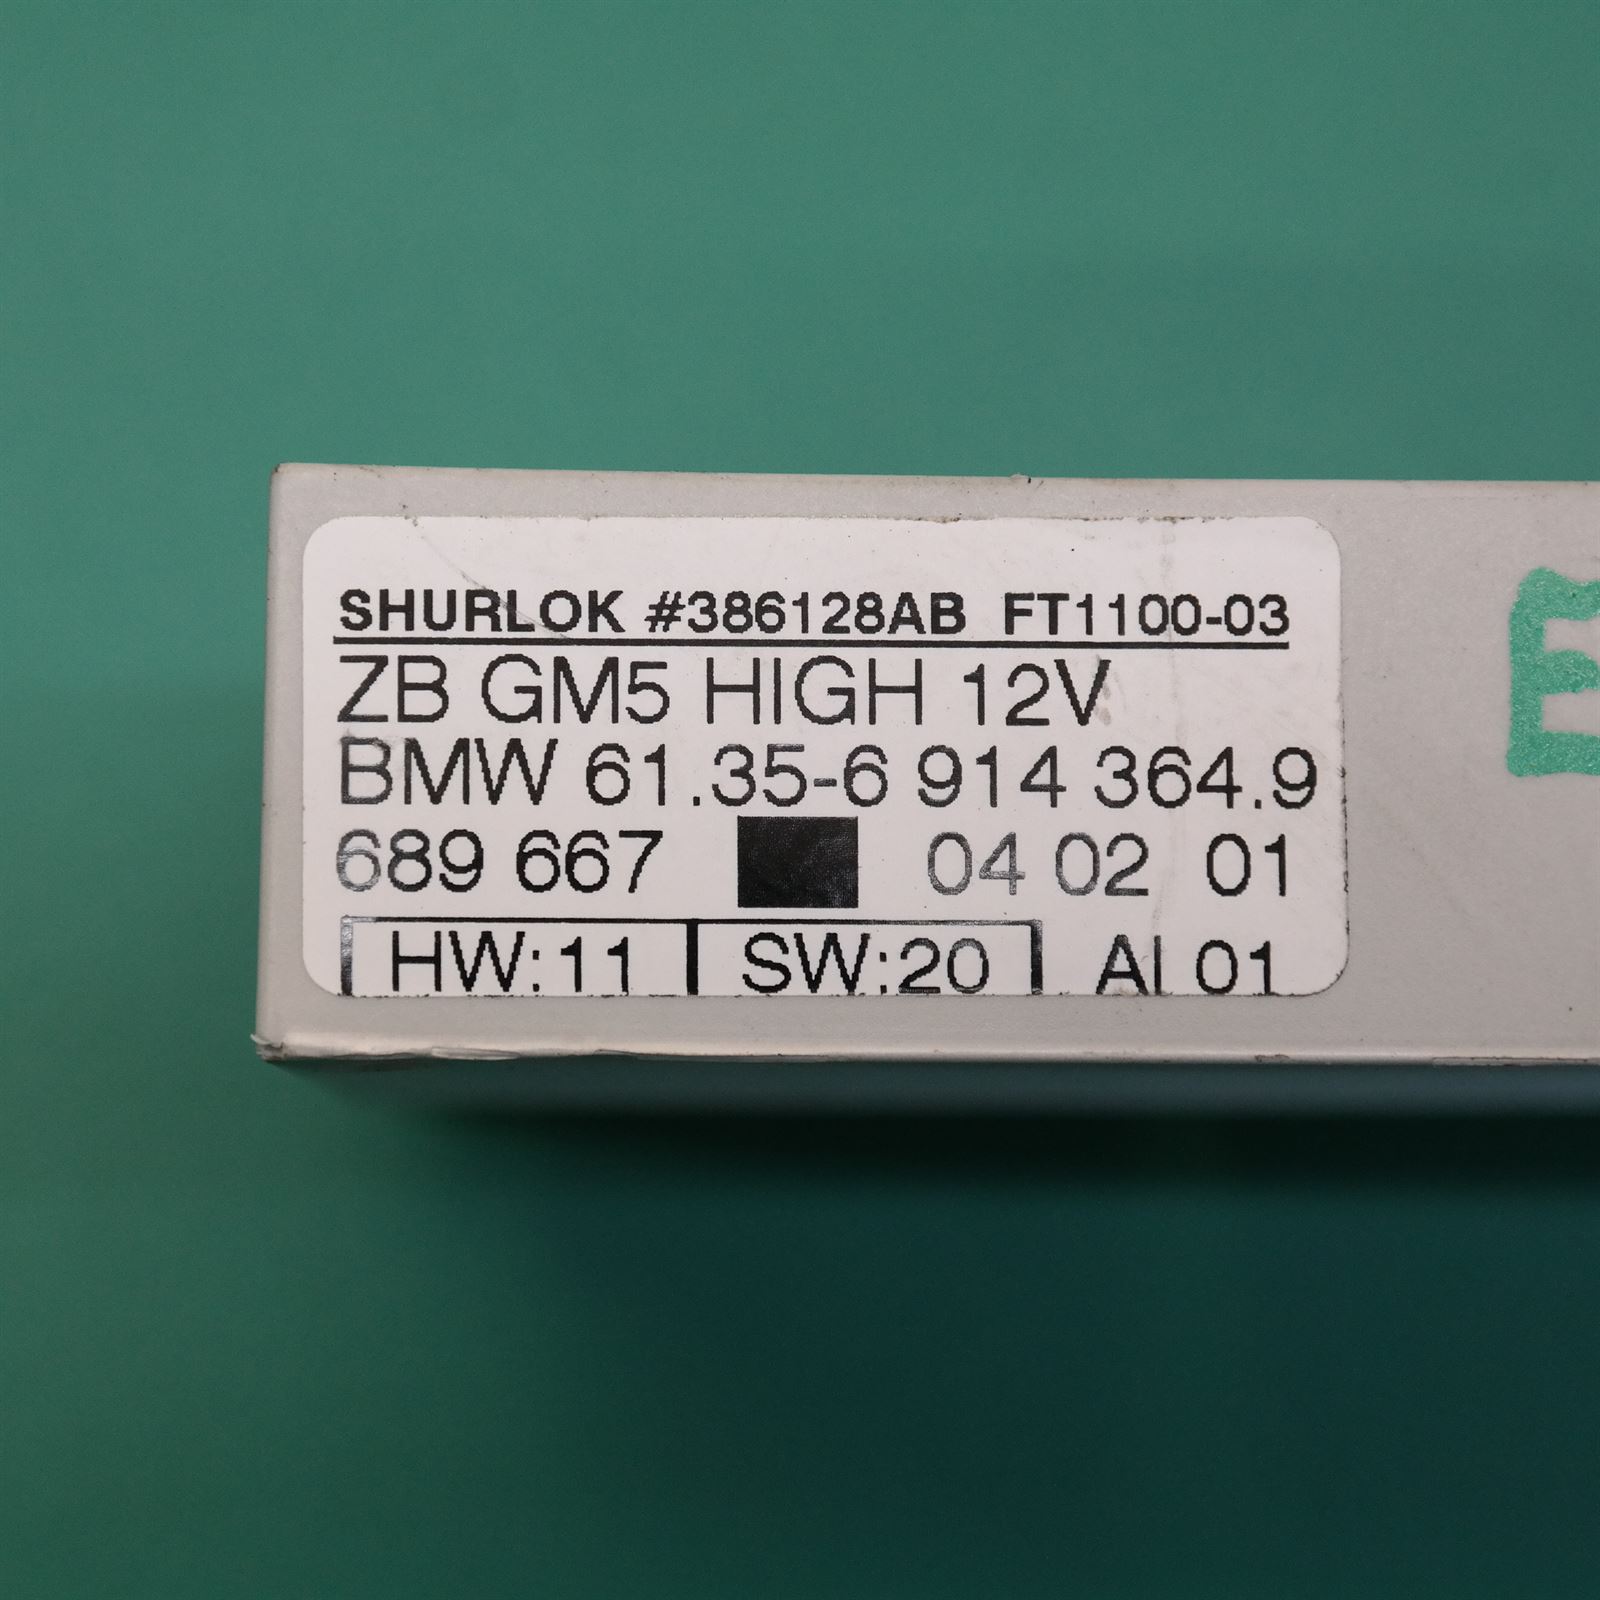 SHURLOK #386128AB FT1100-03
ZB GM5 HIGH 12V
BMW 61.35-6 914 364.9
689 667 04 02 01
HW:11 SW:20 AI 01
E